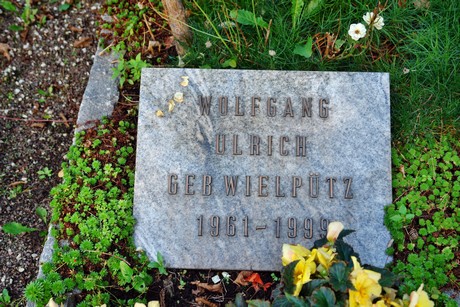 WOLFGANG
ULRICH
GEB WIELPÜTZ
1961-1999